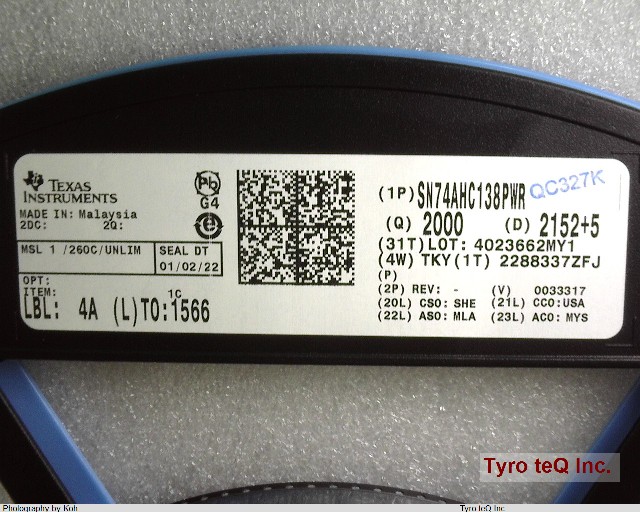 TEXAS
INSTRUMENTS
MADE IN: Malaysia
2DC: 2Q:
Pb
G4
MSL 1 /260C/UNLIM
SEAL DT
01/02/22
OPT:
ITEM: 1C
LBL: 4A (L)TO:1566
(1P)SN74AHC138PWR
QC327K
(Q) 2000 (D) 2152+5
(31T)LOT: 4023662MY1
(4W) TKY(1T) 2288337ZFJ
(P)
(2P) REV: - (V) 0033317
(20L) CSO: SHE (21L) CCO:USA
(22L) ASO: MLA (23L) ACO: MYS
Tyro teQ Inc.
Photography by Koh
Tyro teQ Inc